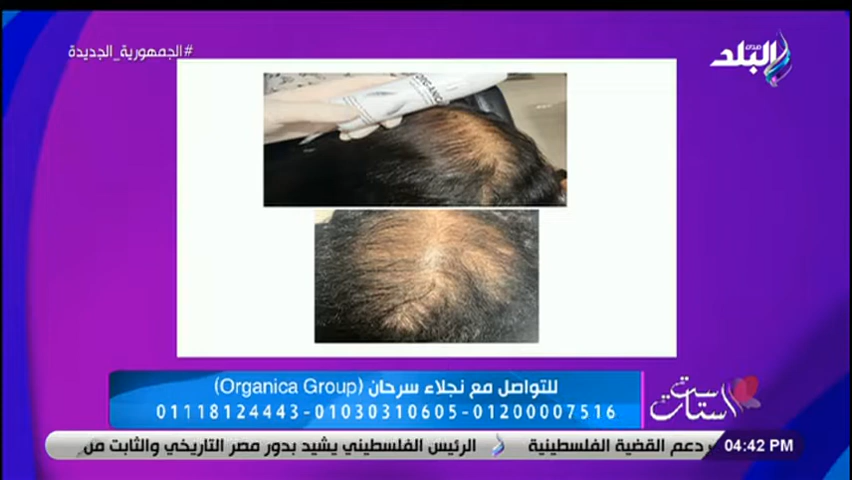 #الجمهورية_الجديدة
صدى البلد
للتواصل مع نجلاء سرحان (Organica Group)
01118124443-01030310605-01200007516
ست الستات
دعم القضية الفلسطينية الرئيس الفلسطيني يشيد بدور مصر التاريخي والثابت من
04:42 PM